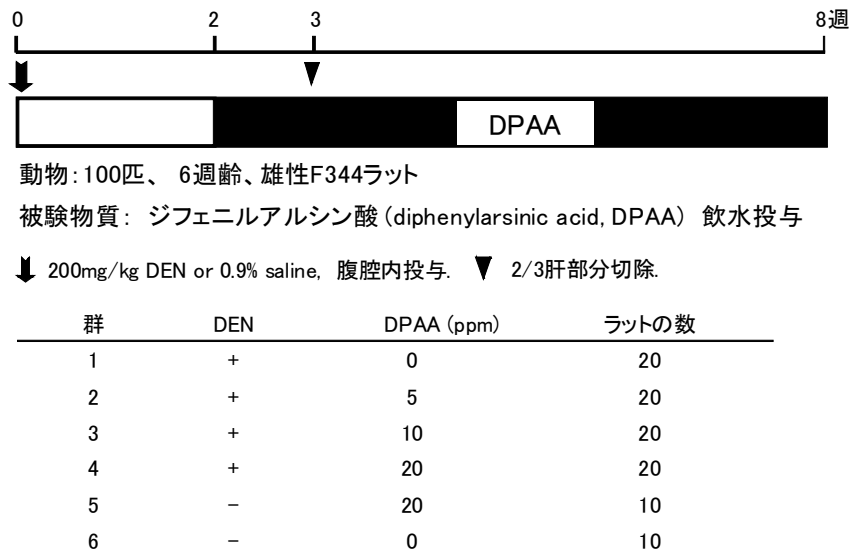 0 2 3 8週
DPAA
動物:100匹、 6週齢、雄性F344ラット
被験物質: ジフェニルアルシン酸(diphenylarsinic acid, DPAA) 飲水投与
200mg/kg DEN or 0.9% saline, 腹腔内投与. 2/3肝部分切除.
群 DEN DPAA (ppm) ラットの数
1 + 0 20
2 + 5 20
3 + 10 20
4 + 20 20
5 − 20 10
6 − 0 10